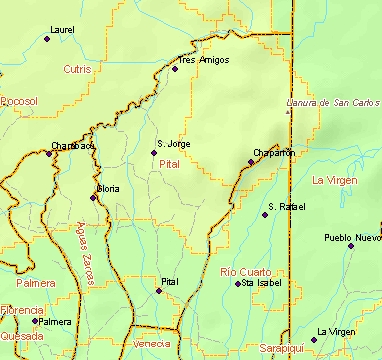 Laurel
Tres Amigos
Cutris
Pocosol
Llanura de San Carlos
Chambacú
S. Jorge
Pital
Chaparrón
La Virgen
Gloria
S. Rafael
Aguas Zarcas
Pueblo Nuevo
Palmera
Río Cuarto
Pital
Sta Isabel
Florencia
Palmera
Quesada
Venecia
La Virgen
Sarapiquí